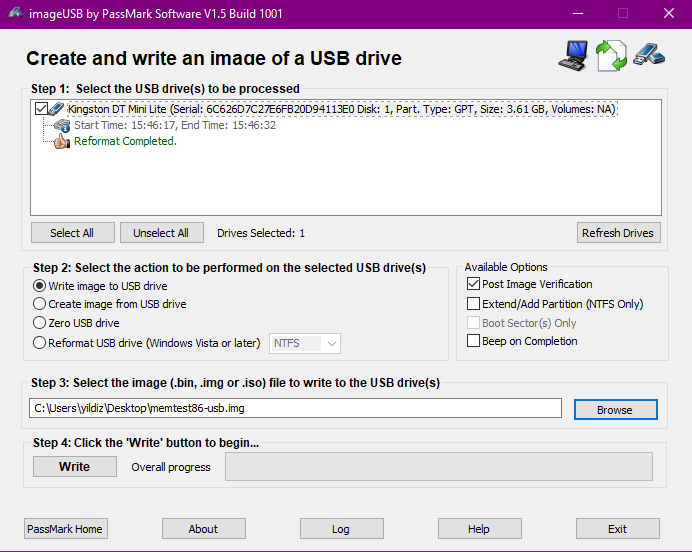 imageUSB by PassMark Software V1.5 Build 1001
Create and write an image of a USB drive
Step 1: Select the USB drive(s) to be processed
Kingston DT Mini Lite (Serial: 6C626D7C27E6FB20D94113E0 Disk: 1, Part. Type: GPT, Size: 3.61 GB, Volumes: NA)
Start Time: 15:46:17, End Time: 15:46:32
Reformat Completed.
Select All
Unselect All
Drives Selected: 1
Refresh Drives
Step 2: Select the action to be performed on the selected USB drive(s)
Write image to USB drive
Create image from USB drive
Zero USB drive
Reformat USB drive (Windows Vista or later)
NTFS
Available Options
Post Image Verification
Extend/Add Partition (NTFS Only)
Boot Sector(s) Only
Beep on Completion
Step 3: Select the image (.bin, .img or .iso) file to write to the USB drive(s)
C:\Users\yildiz\Desktop\memtest86-usb.img
Browse
Step 4: Click the 'Write' button to begin...
Write
Overall progress
PassMark Home
About
Log
Help
Exit